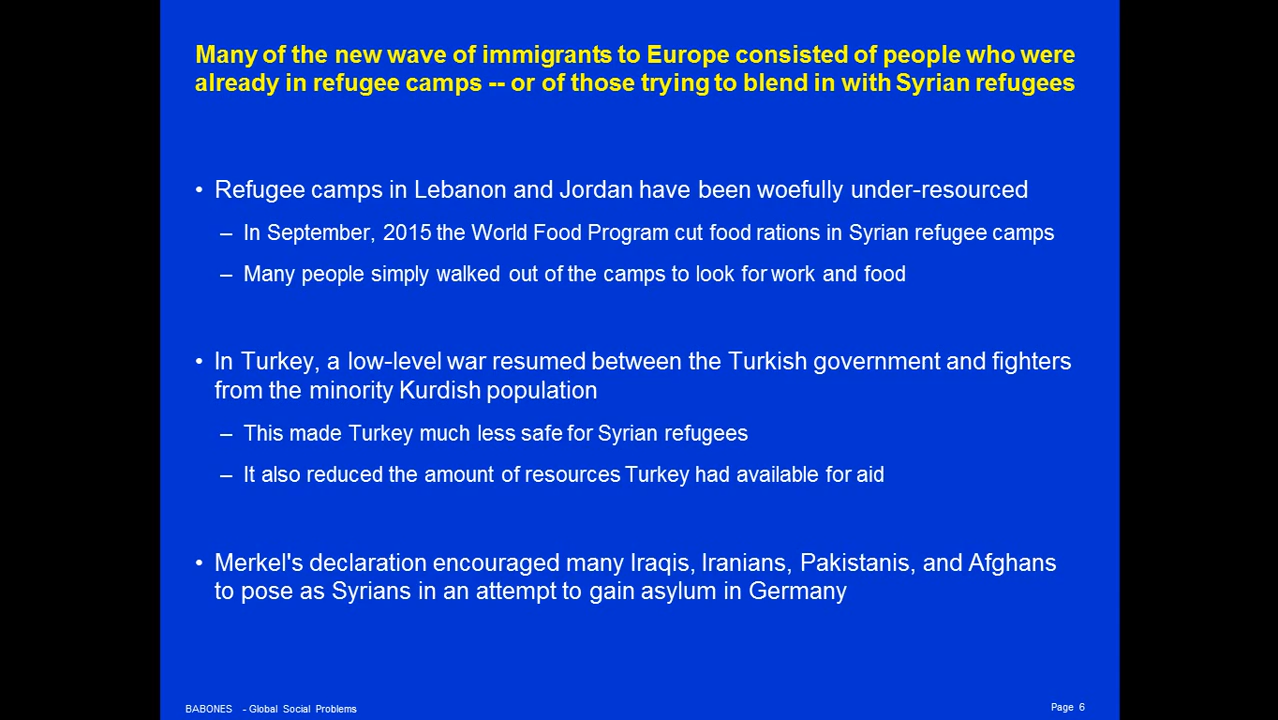 Many of the new wave of immigrants to Europe consisted of people who were
already in refugee camps -- or of those trying to blend in with Syrian refugees
• Refugee camps in Lebanon and Jordan have been woefully under-resourced
– In September, 2015 the World Food Program cut food rations in Syrian refugee camps
– Many people simply walked out of the camps to look for work and food
• In Turkey, a low-level war resumed between the Turkish government and fighters
from the minority Kurdish population
– This made Turkey much less safe for Syrian refugees
– It also reduced the amount of resources Turkey had available for aid
• Merkel's declaration encouraged many Iraqis, Iranians, Pakistanis, and Afghans
to pose as Syrians in an attempt to gain asylum in Germany
BABONES - Global Social Problems
Page 6